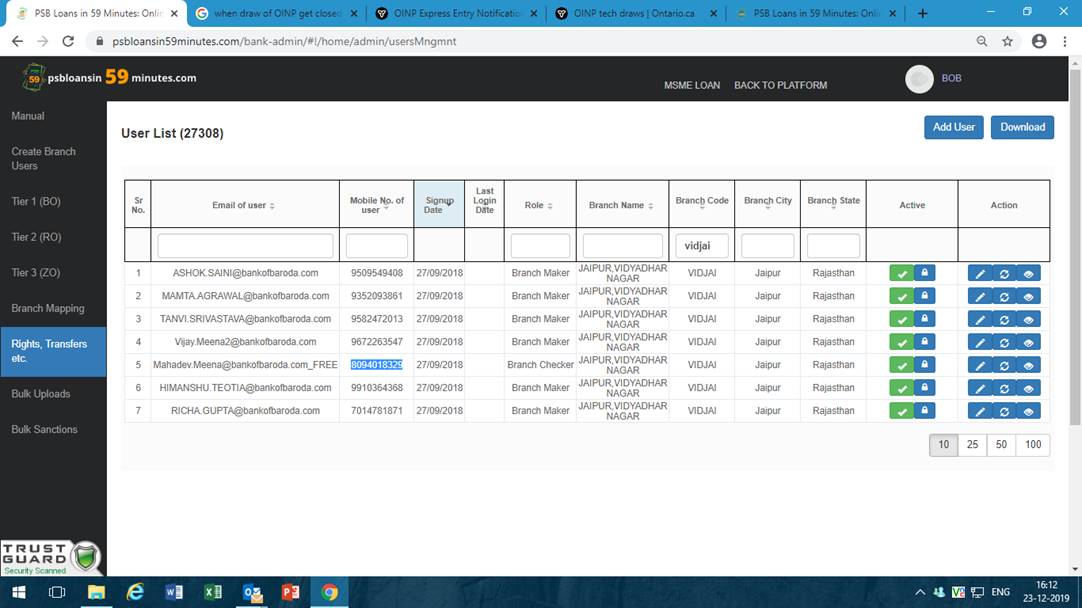 PSB Loans in 59 Minutes: Onlin
when draw of OINP get closed
OINP Express Entry Notification
OINP tech draws | Ontario.ca
PSB Loans in 59 Minutes: Onlin
psbloansin59minutes.com/bank-admin/#!/home/admin/usersMngmnt
psbloansin 59 minutes.com
MSME LOAN BACK TO PLATFORM BOB
Manual
Create Branch
Users
Tier 1 (BO)
Tier 2 (RO)
Tier 3 (ZO)
Branch Mapping
Rights, Transfers
etc.
Bulk Uploads
Bulk Sanctions
User List (27308)
Add User Download
Sr No. Email of user Mobile No. of user Signup Date Last Login Date Role Branch Name Branch Code Branch City Branch State Active Action
vidjai
1 ASHOK.SAINI@bankofbaroda.com 9509549408 27/09/2018 Branch Maker JAIPUR,VIDYADHAR NAGAR VIDJAI Jaipur Rajasthan
2 MAMTA.AGRAWAL@bankofbaroda.com 9352093861 27/09/2018 Branch Maker JAIPUR,VIDYADHAR NAGAR VIDJAI Jaipur Rajasthan
3 TANVI.SRIVASTAVA@bankofbaroda.com 9582472013 27/09/2018 Branch Maker JAIPUR,VIDYADHAR NAGAR VIDJAI Jaipur Rajasthan
4 Vijay.Meena2@bankofbaroda.com 9672263547 27/09/2018 Branch Maker JAIPUR,VIDYADHAR NAGAR VIDJAI Jaipur Rajasthan
5 Mahadev.Meena@bankofbaroda.com_FREE 8094018329 27/09/2018 Branch Checker JAIPUR,VIDYADHAR NAGAR VIDJAI Jaipur Rajasthan
6 HIMANSHU.TEOTIA@bankofbaroda.com 9910364368 27/09/2018 Branch Maker JAIPUR,VIDYADHAR NAGAR VIDJAI Jaipur Rajasthan
7 RICHA.GUPTA@bankofbaroda.com 7014781871 27/09/2018 Branch Maker JAIPUR,VIDYADHAR NAGAR VIDJAI Jaipur Rajasthan
10 25 50 100
TRUST
GUARD
Security Scanned
ENG
16:12
23-12-2019